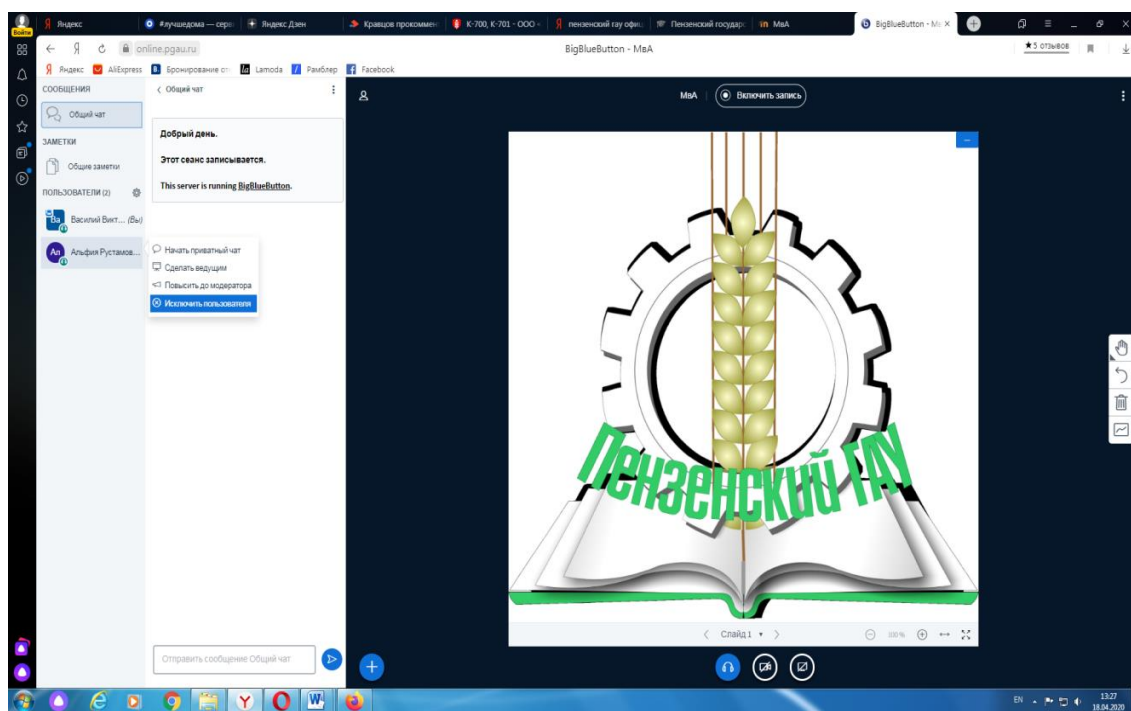 Войти
Яндекс
#лучшедома — серв
Яндекс Дзен
Кравцов прокоммен
К-700, К-701 - ООО «
пензенский гау офиц
Пензенский государс
МвА
BigBlueButton - Мв
online.pgau.ru
BigBlueButton - МвА
★5 отзывов
Яндекс
AliExpress
Бронирование от
Lamoda
Рамблер
Facebook
СООБЩЕНИЯ
Общий чат
ЗАМЕТКИ
Общие заметки
ПОЛЬЗОВАТЕЛИ (2)
Ва
Василий Викт... (Вы)
Ал
Альфия Рустамов...
Общий чат
Добрый день.
Этот сеанс записывается.
This server is running BigBlueButton.
Начать приватный чат
Сделать ведущим
Повысить до модератора
Исключить пользователя
Отправить сообщение Общий чат
МвА
Включить запись
Пензенский ГАУ
Слайд 1
100%
EN
13:27
18.04.2020